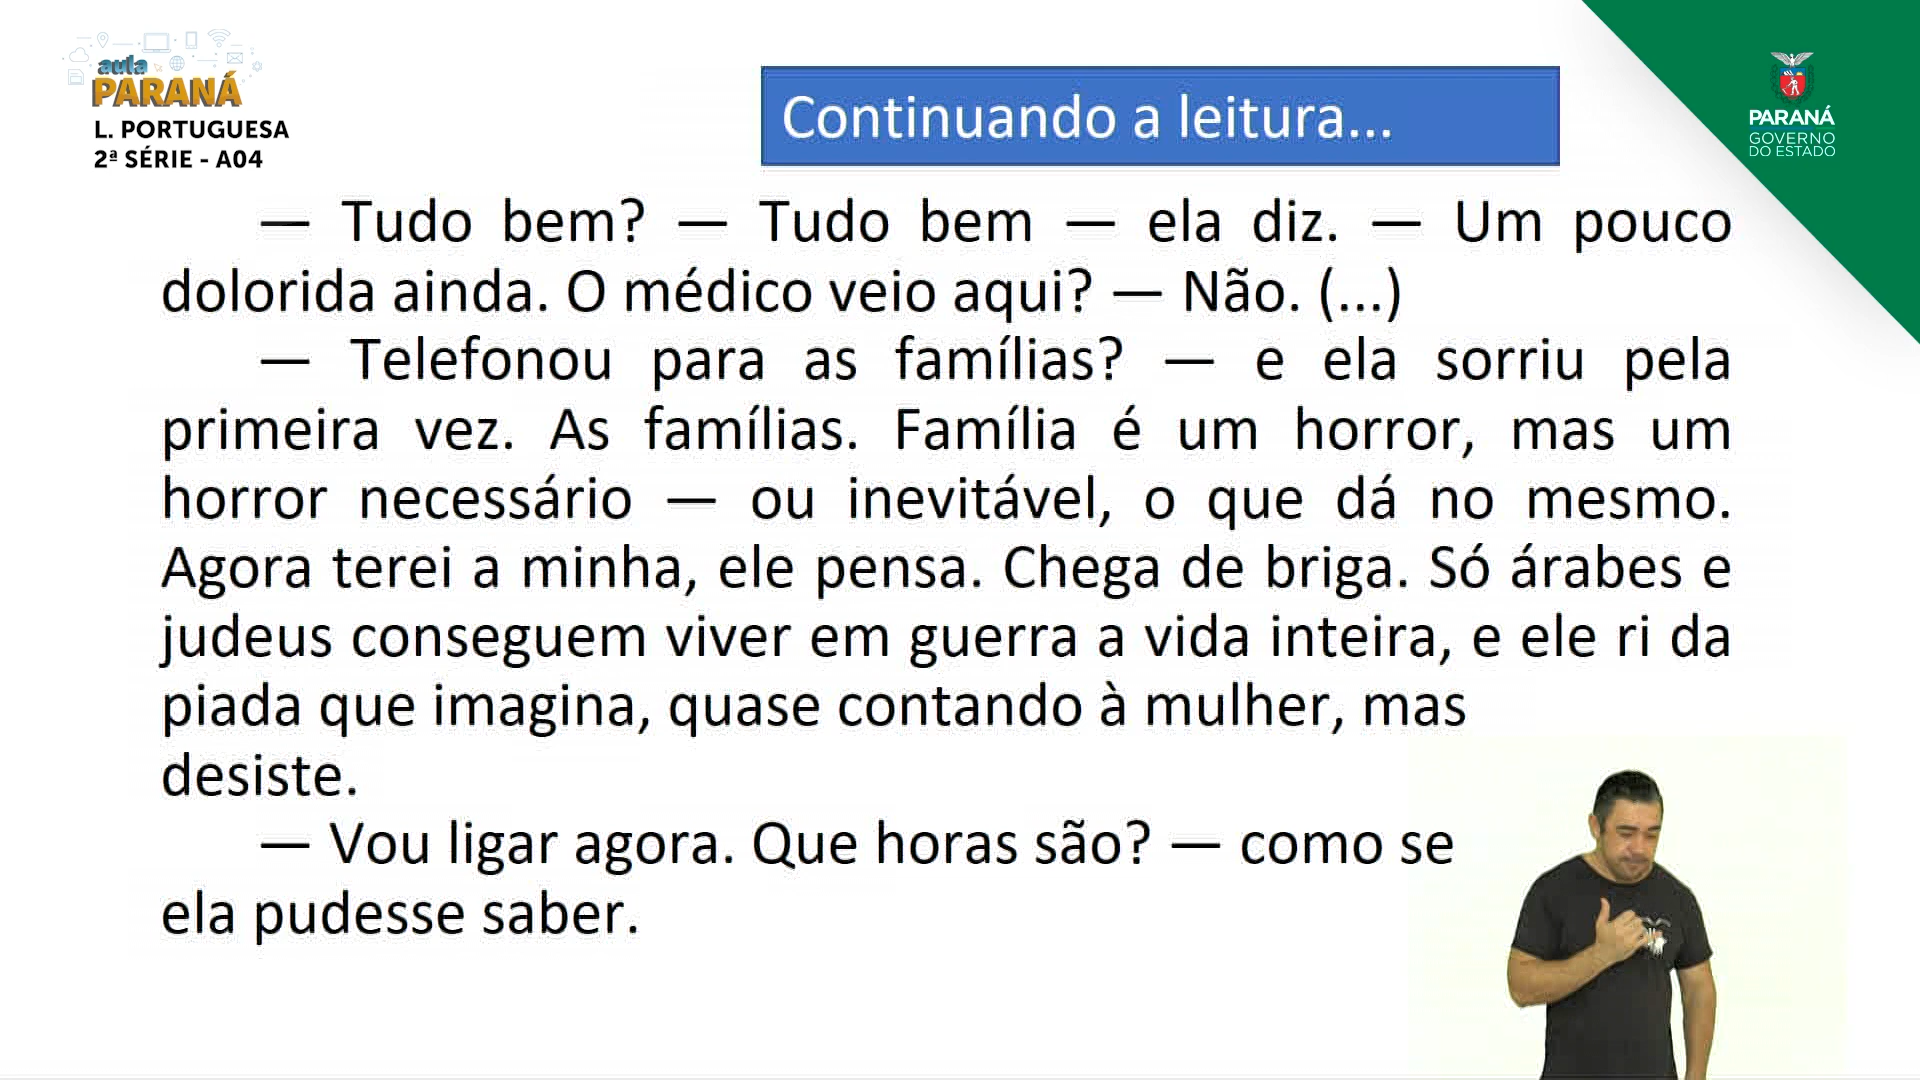 aula
PARANÁ
L. PORTUGUESA
2ª SÉRIE - A04
Continuando a leitura...
PARANÁ
GOVERNO
DO ESTADO
— Tudo bem? — Tudo bem — ela diz. — Um pouco
dolorida ainda. O médico veio aqui? — Não. (...)
— Telefonou para as famílias? — e ela sorriu pela
primeira vez. As famílias. Família é um horror, mas um
horror necessário — ou inevitável, o que dá no mesmo.
Agora terei a minha, ele pensa. Chega de briga. Só árabes e
judeus conseguem viver em guerra a vida inteira, e ele ri da
piada que imagina, quase contando à mulher, mas
desiste.
— Vou ligar agora. Que horas são? — como se
ela pudesse saber.